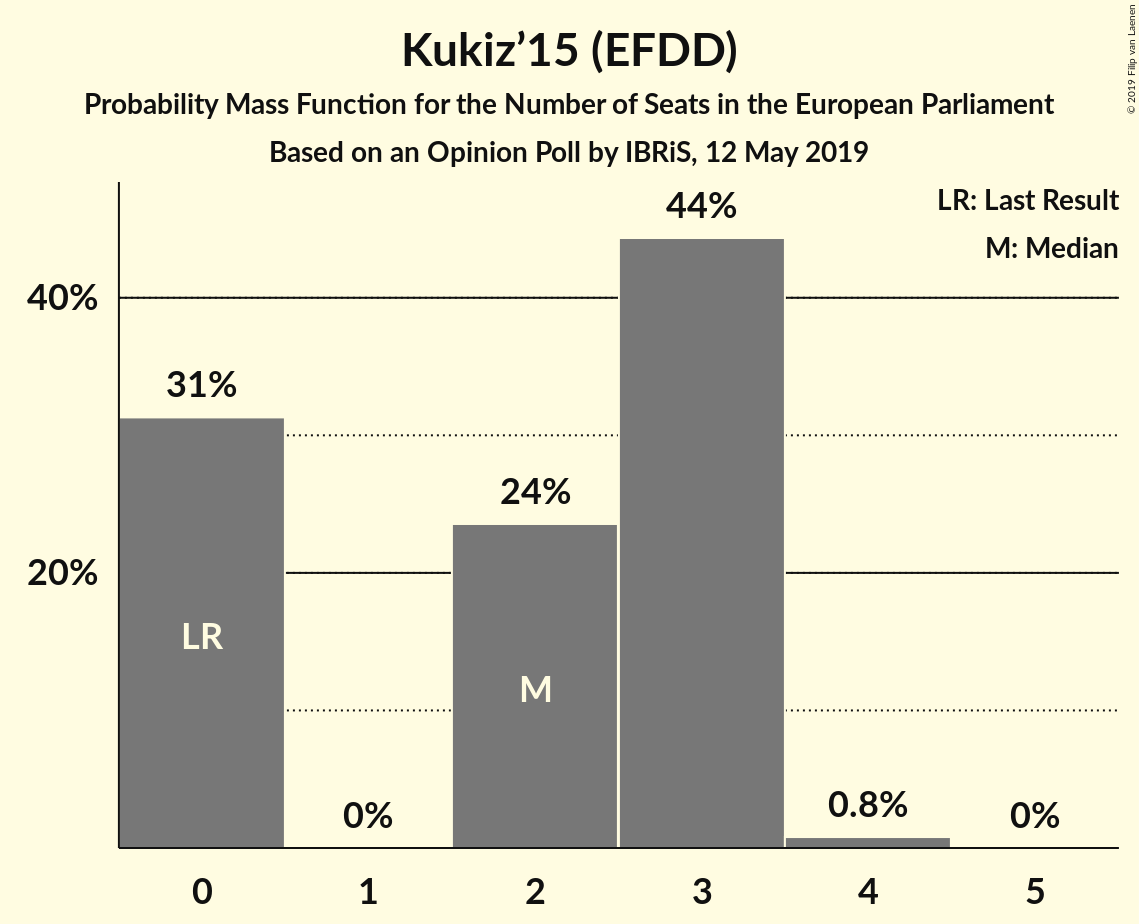 Kukiz’15 (EFDD)
Probability Mass Function for the Number of Seats in the European Parliament
Based on an Opinion Poll by IBRiS, 12 May 2019
© 2019 Filip van Laenen
LR: Last Result
M: Median
44%
40%
31%
24%
20%
LR
M
0%
0.8%
0%
0 1 2 3 4 5